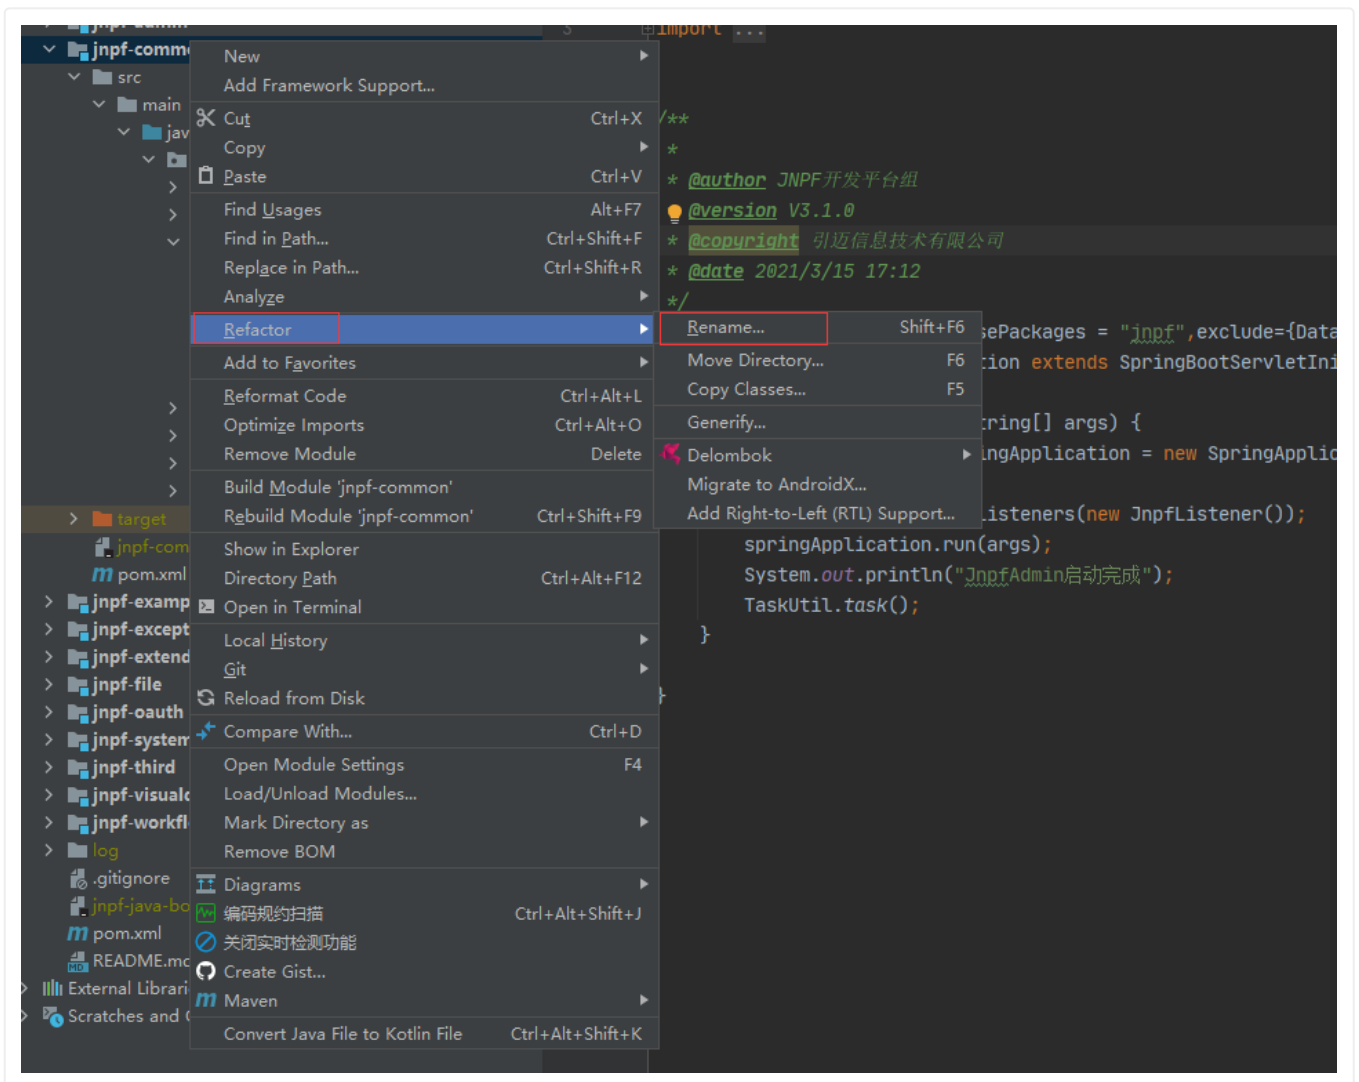 jnpf-comm
src
main
jav
target
jnpf-com
pom.xml
jnpf-examp
jnpf-except
jnpf-extend
jnpf-file
jnpf-oauth
jnpf-system
jnpf-third
jnpf-visual
jnpf-workfl
log
.gitignore
jnpf-java-bo
pom.xml
README.md
External Librari
Scratches and
New
Add Framework Support...
Cut Ctrl+X
Copy
Paste Ctrl+V
Find Usages Alt+F7
Find in Path... Ctrl+Shift+F
Replace in Path... Ctrl+Shift+R
Analyze
Refactor
Add to Favorites
Reformat Code Ctrl+Alt+L
Optimize Imports Ctrl+Alt+O
Remove Module Delete
Build Module 'jnpf-common'
Rebuild Module 'jnpf-common' Ctrl+Shift+F9
Show in Explorer
Directory Path Ctrl+Alt+F12
Open in Terminal
Local History
Git
Reload from Disk
Compare With... Ctrl+D
Open Module Settings F4
Load/Unload Modules...
Mark Directory as
Remove BOM
Diagrams
编码规约扫描 Ctrl+Alt+Shift+J
关闭实时检测功能
Create Gist...
Maven
Convert Java File to Kotlin File Ctrl+Alt+Shift+K
Rename... Shift+F6
Move Directory... F6
Copy Classes... F5
Generify...
Delombok
Migrate to AndroidX...
Add Right-to-Left (RTL) Support...
3 import ...
/**
*
* @author JNPF开发平台组
@version V3.1.0
* @copyright 引迈信息技术有限公司
* @date 2021/3/15 17:12
*/
sePackages = "jnpf",exclude={Data
tion extends SpringBootServletIni
tring[] args) {
ingApplication = new SpringApplic
Listeners(new JnpfListener());
springApplication.run(args);
System.out.println("JnpfAdmin启动完成");
TaskUtil.task();
}
}